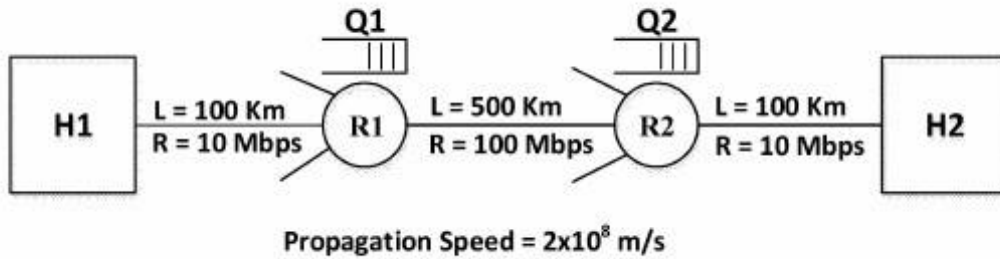 Q1 Q2
H1 L = 100 Km R1 L = 500 Km R2 L = 100 Km H2
R = 10 Mbps R = 100 Mbps R = 10 Mbps
Propagation Speed = 2x10⁸ m/s